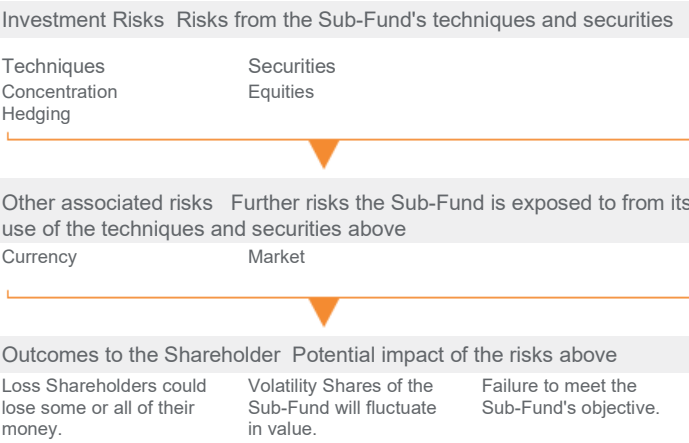 Investment Risks  Risks from the Sub-Fund's techniques and securities
Techniques  Securities
Concentration  Equities
Hedging
Other associated risks  Further risks the Sub-Fund is exposed to from its
use of the techniques and securities above
Currency  Market
Outcomes to the Shareholder  Potential impact of the risks above
Loss Shareholders could
lose some or all of their
money.
Volatility Shares of the
Sub-Fund will fluctuate
in value.
Failure to meet the
Sub-Fund's objective.